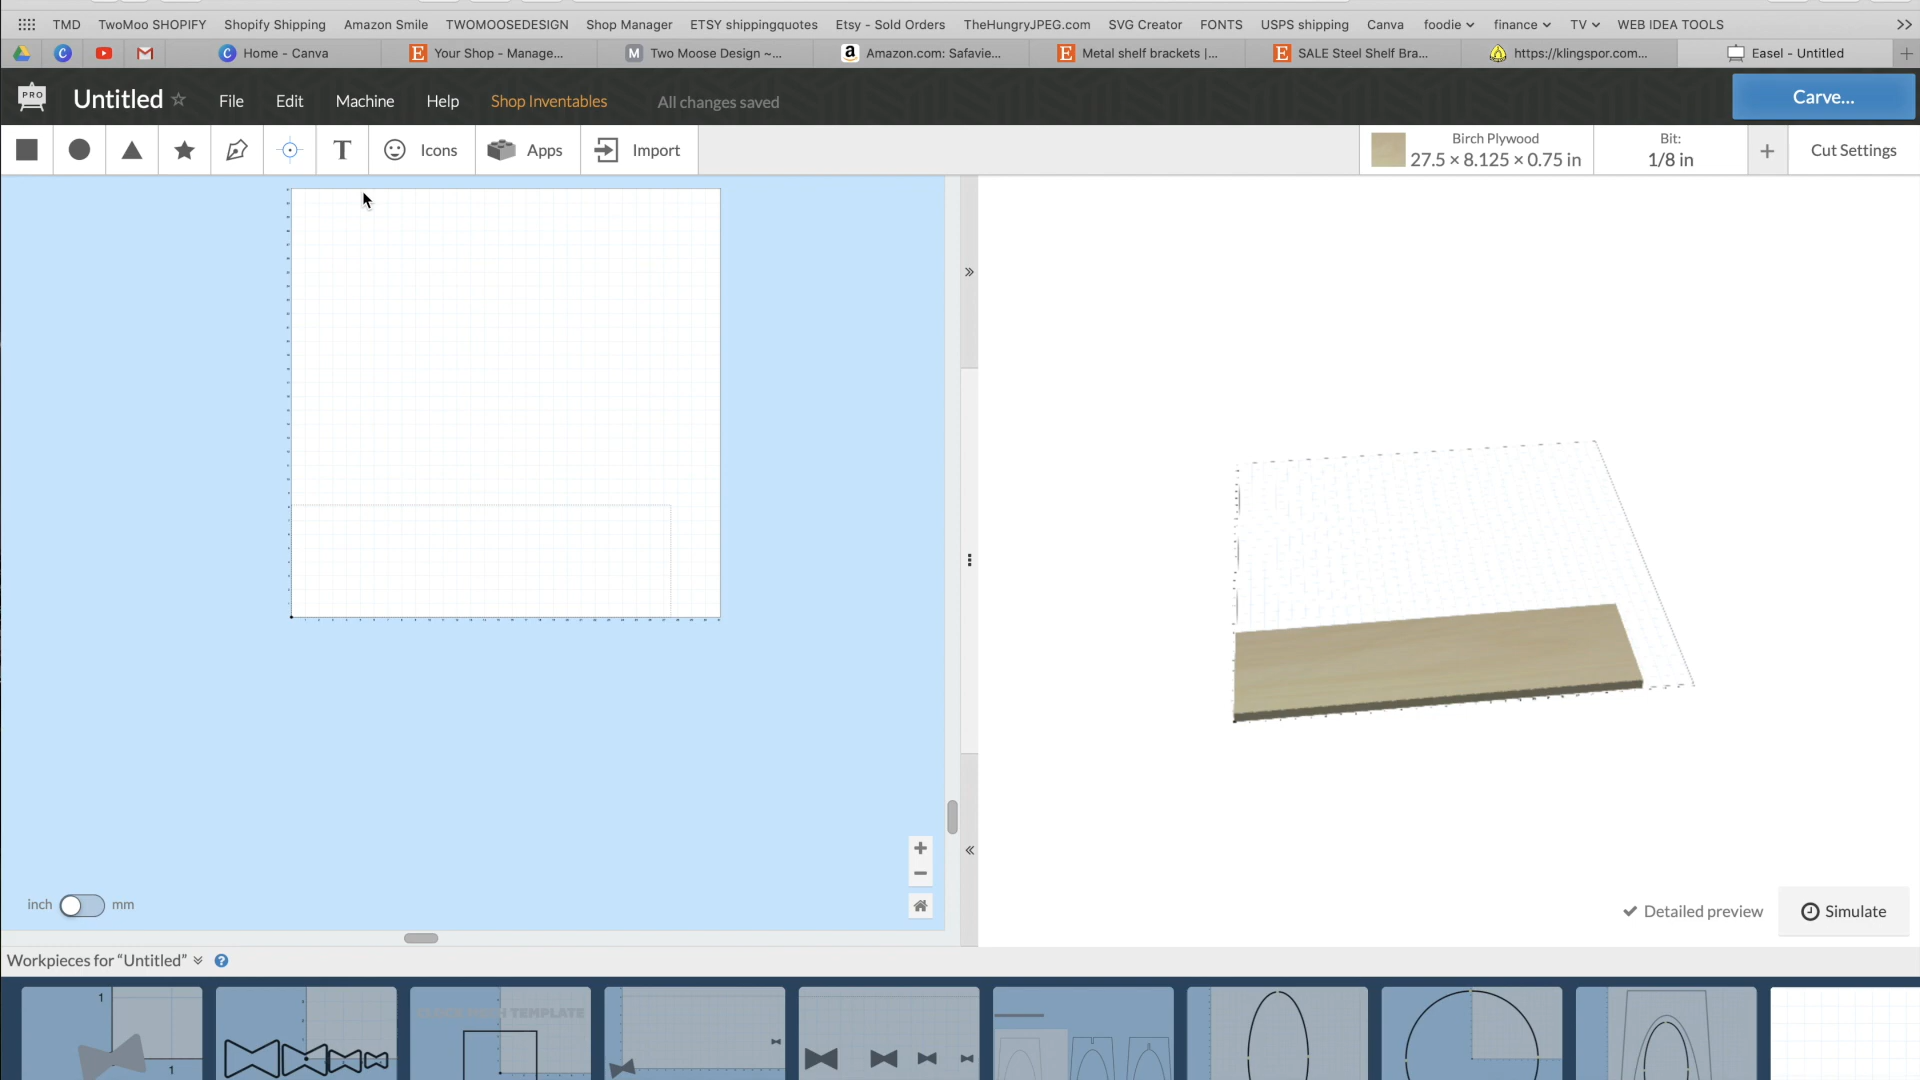 TMD TwoMoo SHOPIFY Shopify Shipping Amazon Smile TWOMOOSEDESIGN Shop Manager ETSY shippingquotes Etsy - Sold Orders TheHungryJPEG.com SVG Creator FONTS USPS shipping Canva foodie finance TV WEB IDEA TOOLS
Home - Canva Your Shop - Manage... Two Moose Design ~... Amazon.com: Safavie... Metal shelf brackets |... SALE Steel Shelf Bra... https://klingspor.com... Easel - Untitled
PRO Untitled File Edit Machine Help Shop Inventables All changes saved Carve...
T Icons Apps Import Birch Plywood 27.5 × 8.125 × 0.75 in Bit: 1/8 in + Cut Settings
inch mm
Detailed preview Simulate
Workpieces for “Untitled” ?
1
1
TEMPLATE